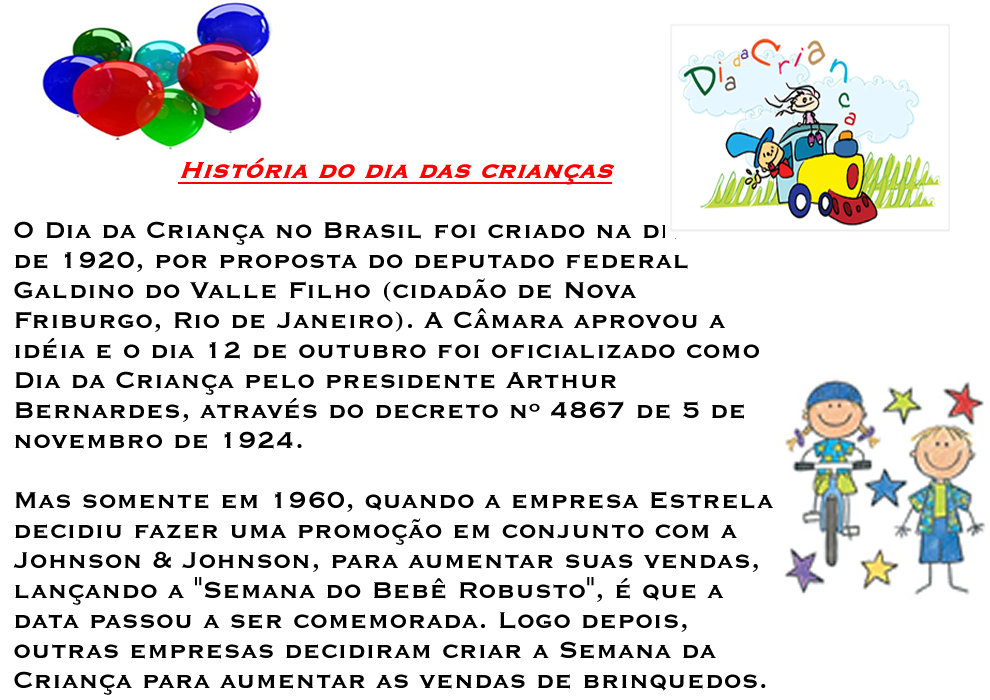 Dia da Criança
História do dia das crianças
O Dia da Criança no Brasil foi criado na
de 1920, por proposta do deputado federal
Galdino do Valle Filho (cidadão de Nova
Friburgo, Rio de Janeiro). A Câmara aprovou a
idéia e o dia 12 de outubro foi oficializado como
Dia da Criança pelo presidente Arthur
Bernardes, através do decreto nº 4867 de 5 de
novembro de 1924.
Mas somente em 1960, quando a empresa Estrela
decidiu fazer uma promoção em conjunto com a
Johnson & Johnson, para aumentar suas vendas,
lançando a "Semana do Bebê Robusto", é que a
data passou a ser comemorada. Logo depois,
outras empresas decidiram criar a Semana da
Criança para aumentar as vendas de brinquedos.